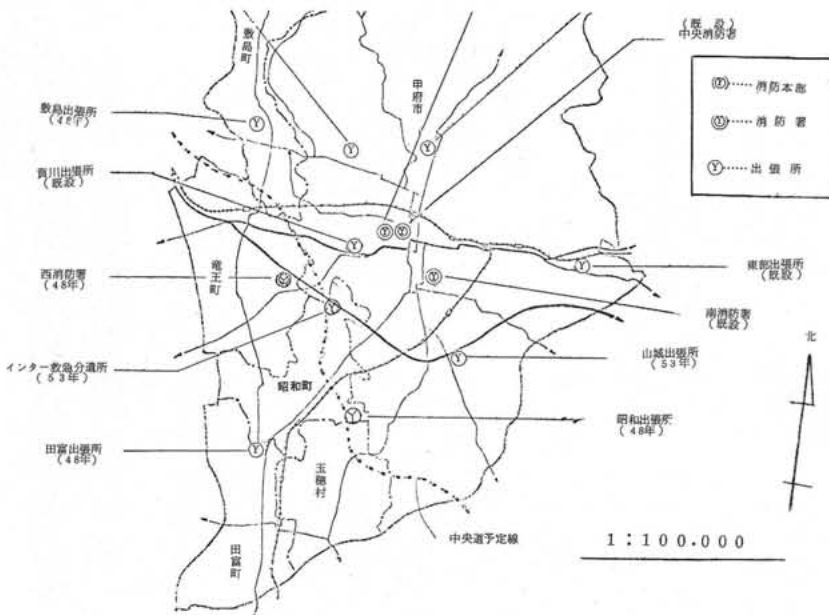 (既設)
中央消防署
敷島町
甲府市
消防本部
消防署
出張所
敷島出張所
貢川出張所
(既設)
竜王町
西消防署
(48年)
東部出張所
(既設)
南消防署
(既設)
北
インター救急分遣所
(53年)
昭和町
山城出張所
(53年)
昭和出張所
(48年)
田富出張所
(48年)
玉穂村
田富町
中央道予定線
1:100.000